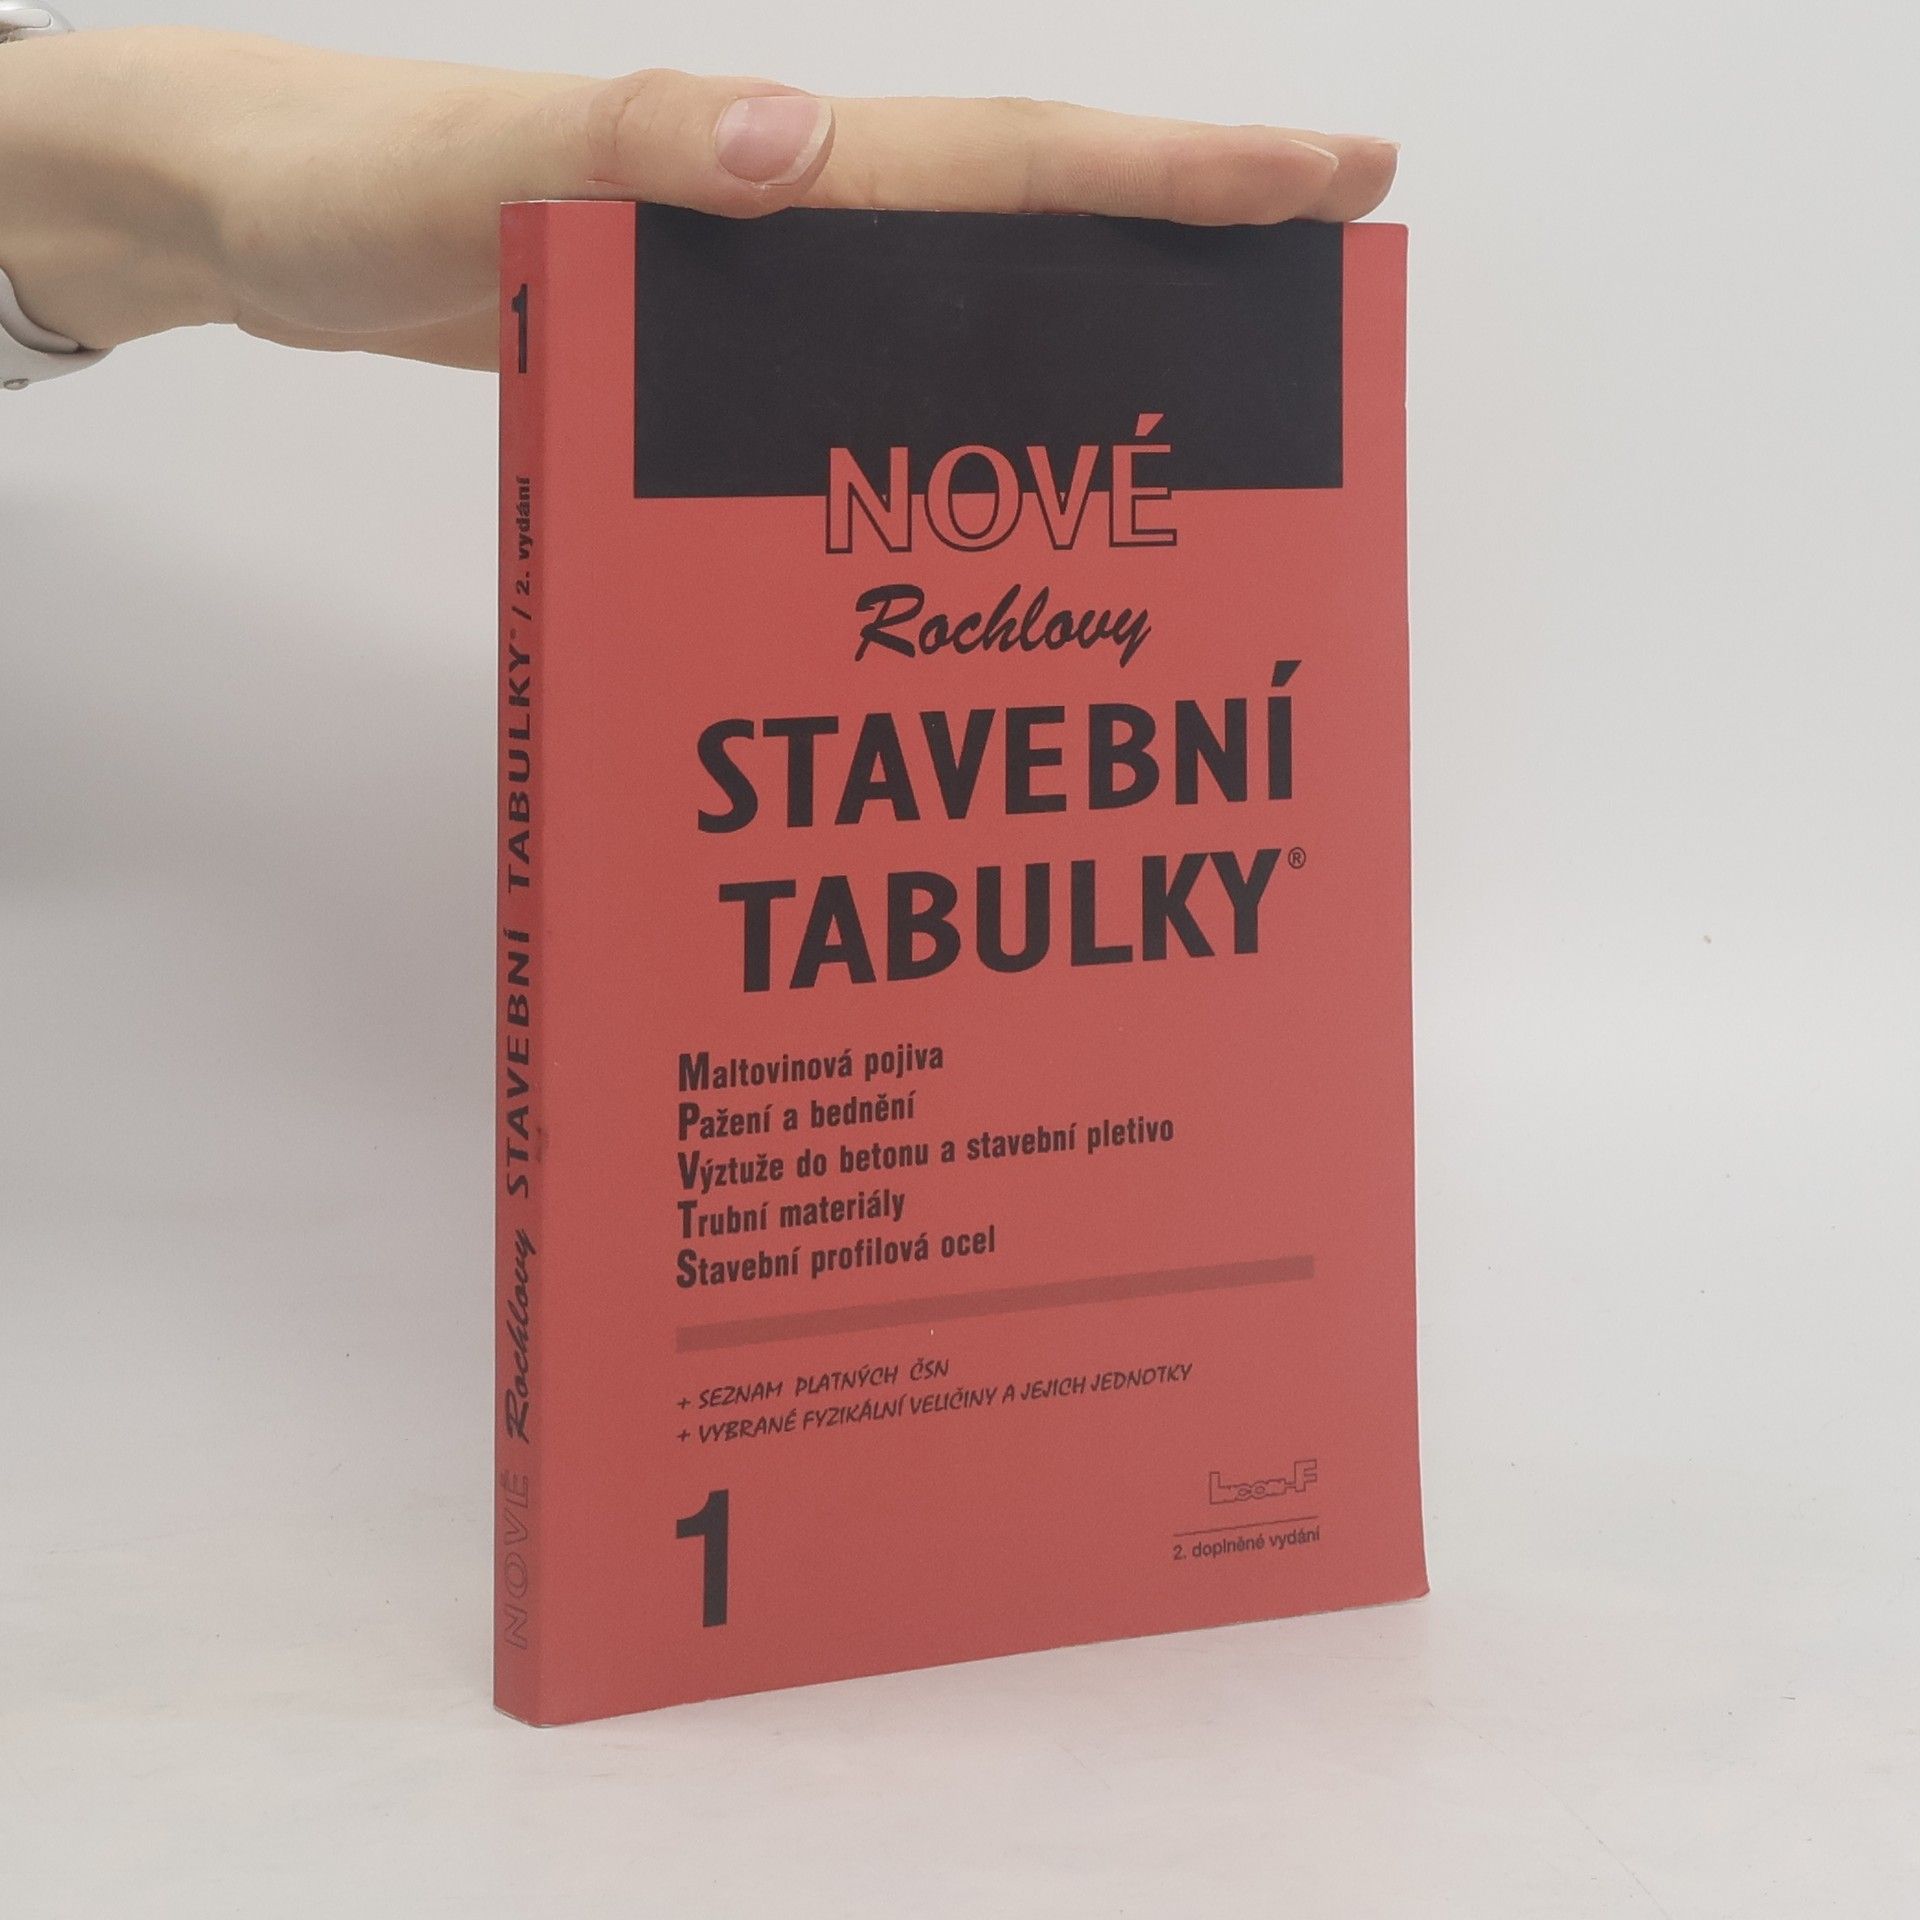 NOVÉ
Rochlovy
STAVEBNÍ
TABULKY®
Maltovinová pojiva
Pažení a bednění
Výztuže do betonu a stavební pletivo
Trubní materiály
Stavební profilová ocel
+ SEZNAM PLATNÝCH ČSN
+ VYBRANÉ FYZIKÁLNÍ VELIČINY A JEJICH JEDNOTKY
1
2. doplněné vydání
NOVÉ Rochlovy STAVEBNÍ TABULKY® / 2. vydání 1